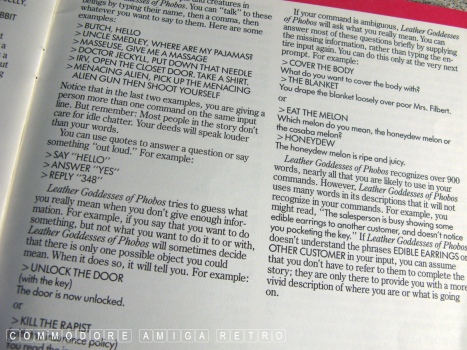 ALLY,
BBIT
beings by typing
whatever you want to say to them. Here are some
examples:
>BUTCH, HELLO
>UNCLE SMEDLEY, WHERE ARE MY PAJAMAS?
>MASSEUSE, GIVE ME A MASSAGE
>DOCTOR JECKYLL, PUT DOWN THAT NEEDLE
>IRV, OPEN THE CLOSET DOOR. TAKE A SHIRT.
>MENACING ALIEN, PICK UP THE MENACING
ALIEN GUN THEN SHOOT YOURSELF
Notice that in the last two examples, you are giving a
person more than one command on the same input
line. But remember: Most people in the story don't
care for idle chatter. Your deeds will speak louder
than your words.
You can use quotes to answer a question or say
something "out loud." For example:
>SAY "HELLO"
>ANSWER "YES"
>REPLY "348"
Leather Goddesses of Phobos tries to guess what
you really mean when you don't give enough infor-
mation. For example, if you say that you want to do
something, but not what you want to do it to or with,
Leather Goddesses of Phobos will sometimes decide
that there is only one possible object you could
mean. When it does so, it will tell you. For example:
>UNLOCK THE DOOR
(with the key)
The door is now unlocked.
or
>KILL THE RAPIST
policy)
If your command is ambiguous, Leather Goddesses
of Phobos will ask what you really mean. You can
answer most of these questions briefly by supplying
the missing information, rather than typing the en-
tire input again. You can do this only at the very next
prompt. For example:
>COVER THE BODY
What do you want to cover the body with?
>THE BLANKET
You drape the blanket loosely over poor Mrs. Filbert.
or
>EAT THE MELON
Which melon do you mean, the honeydew melon or
the casaba melon?
>HONEYDEW
The honeydew melon is ripe and juicy.
Leather Goddesses of Phobos recognizes over 900
words, nearly all that you are likely to use in your
commands. However, Leather Goddesses of Phobos
uses many words in its descriptions that it will not
recognize in your commands. For example, you
might read, "The salesperson is busy showing some
edible earrings to another customer, and doesn't notice
you pocketing the key." If Leather Goddesses of Phobos
doesn't understand the phrases EDIBLE EARRINGS or
OTHER CUSTOMER in your input, you can assume
that you don't have to refer to them to complete the
story; they are only there to provide you with a more
vivid description of where you are or what is going
on.
COMMODORE AMIGA RETRO